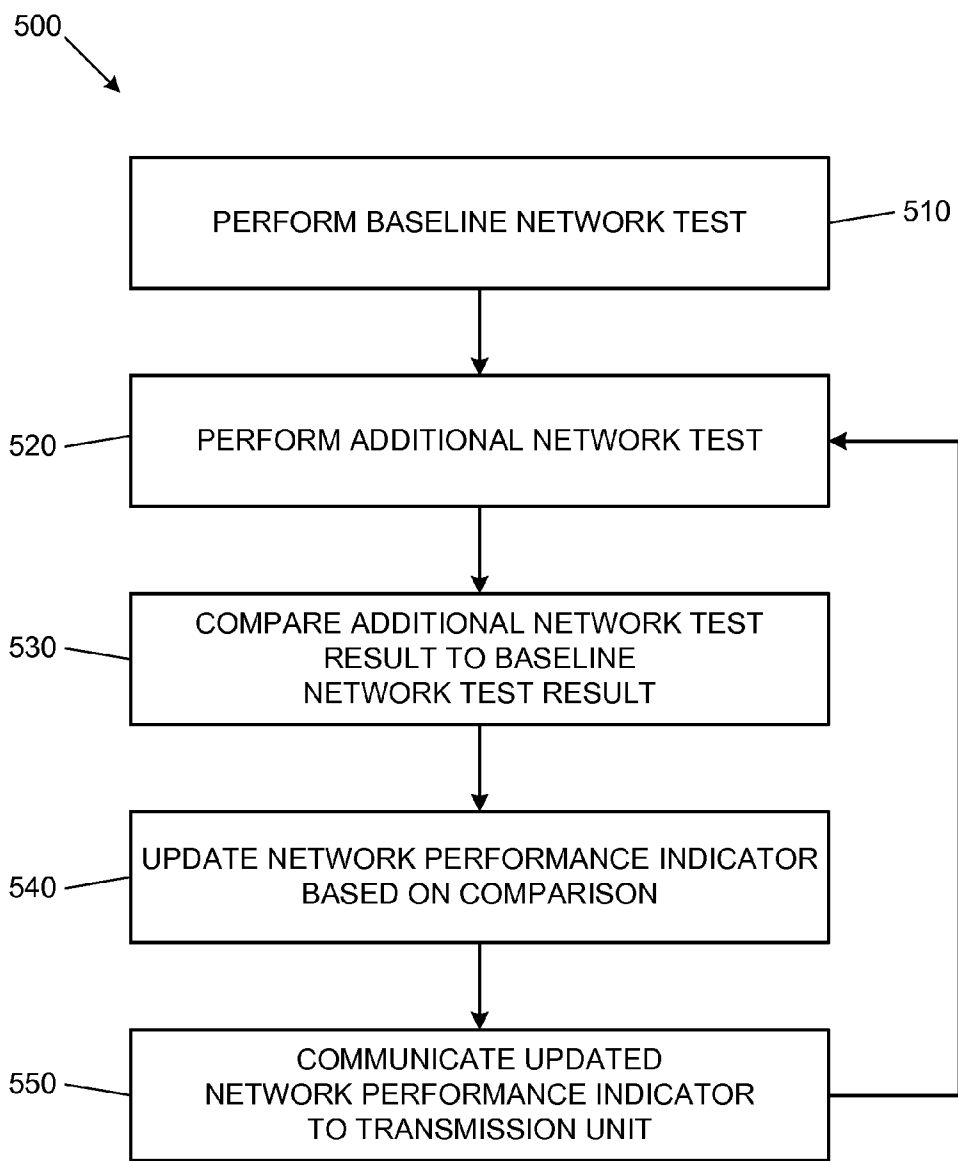 500
PERFORM BASELINE NETWORK TEST
510
520
PERFORM ADDITIONAL NETWORK TEST
530
COMPARE ADDITIONAL NETWORK TEST
RESULT TO BASELINE
NETWORK TEST RESULT
540
UPDATE NETWORK PERFORMANCE INDICATOR
BASED ON COMPARISON
550
COMMUNICATE UPDATED
NETWORK PERFORMANCE INDICATOR
TO TRANSMISSION UNIT